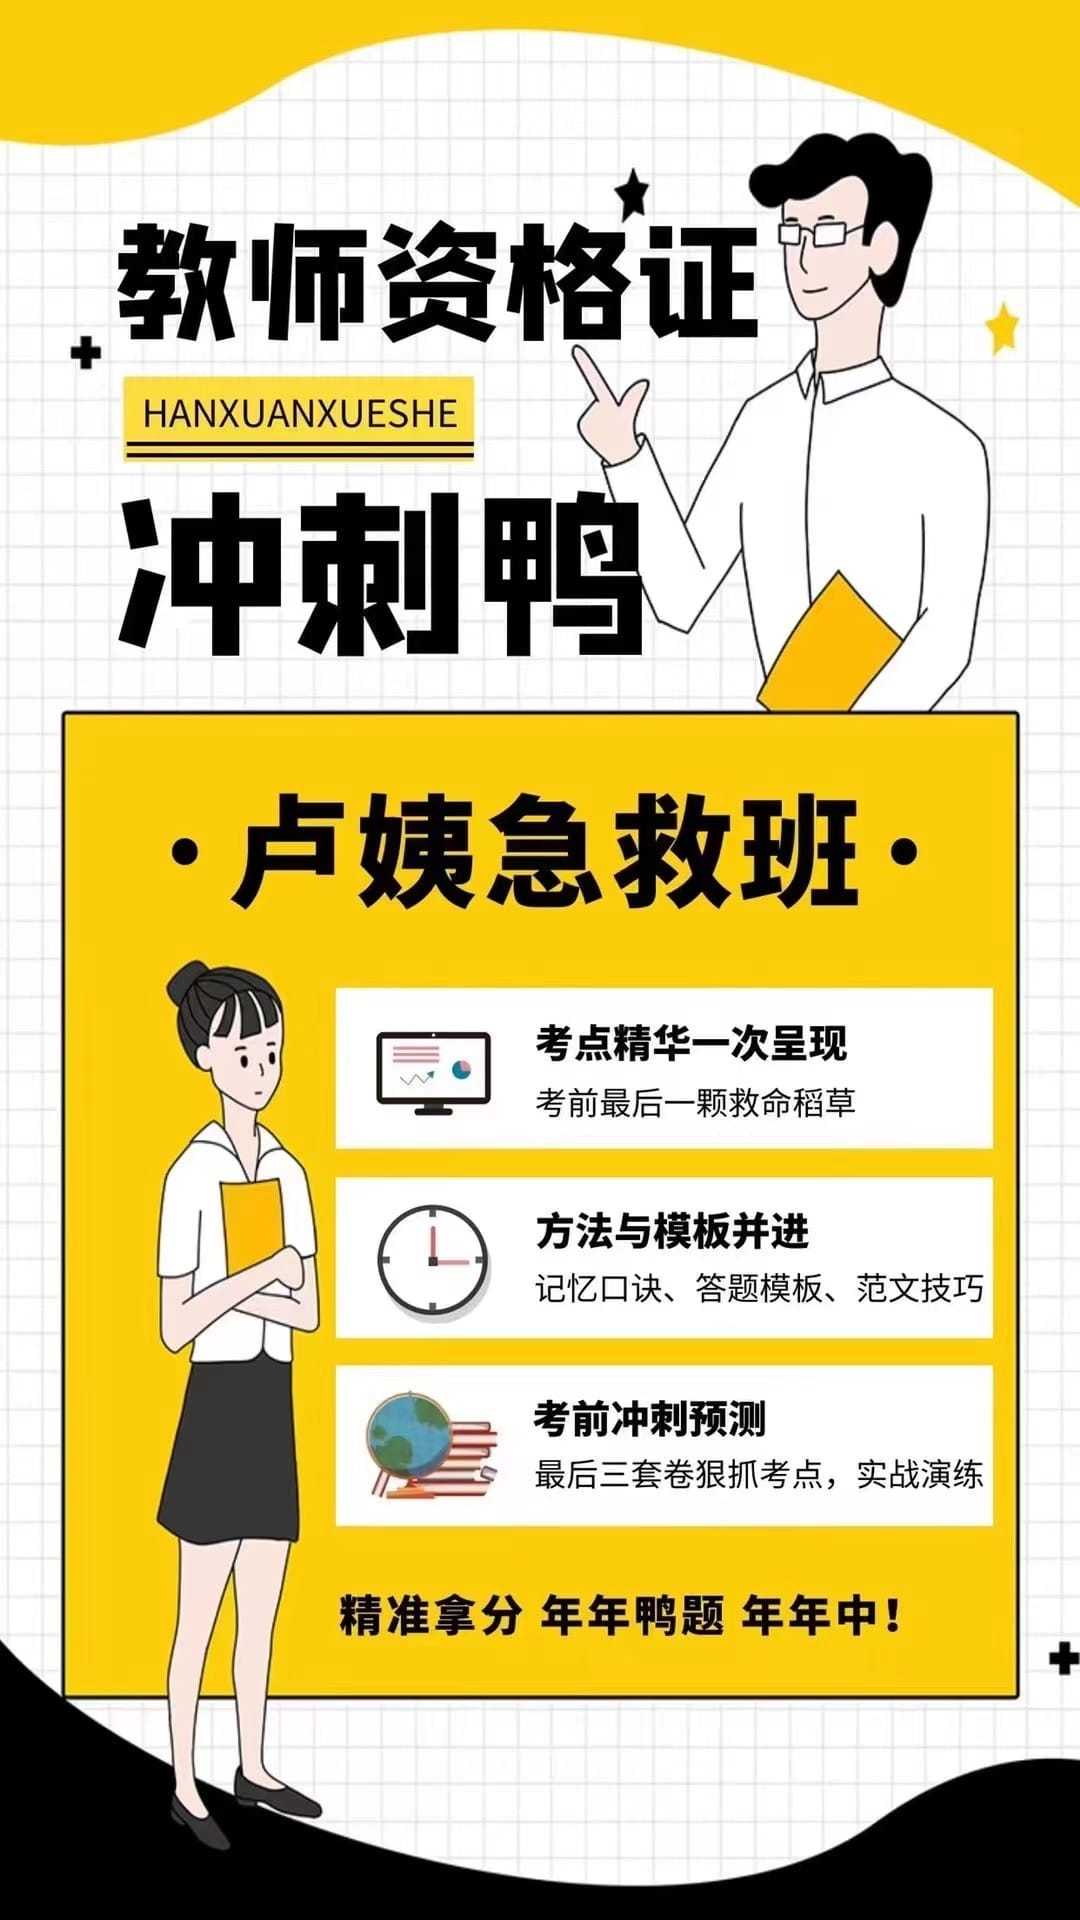 教师资格证
HANXUANXUESHE
冲刺鸭
·卢姨急救班·
考点精华一次呈现
考前最后一颗救命稻草
方法与模板并进
记忆口诀、答题模板、范文技巧
考前冲刺预测
最后三套卷狠抓考点，实战演练
精准拿分 年年鸭题 年年中！